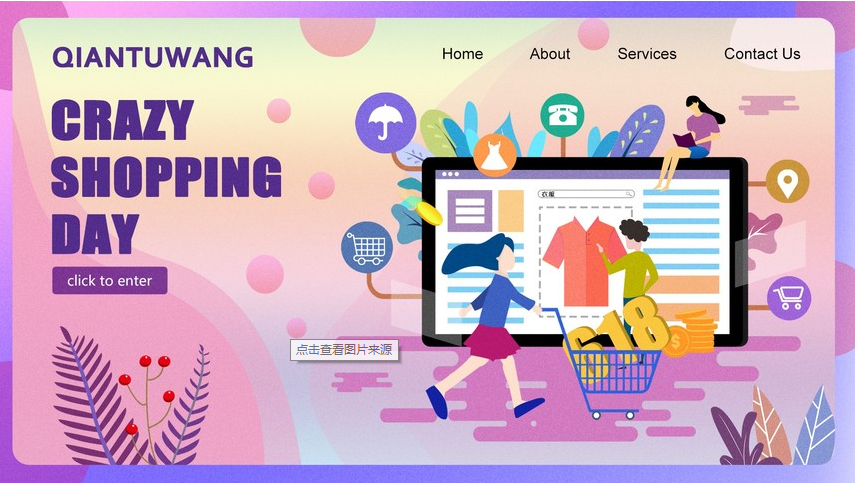 QIANTUWANG
Home About Services Contact Us
CRAZY
SHOPPING
DAY
click to enter
衣服
618
$
点击查看图片来源